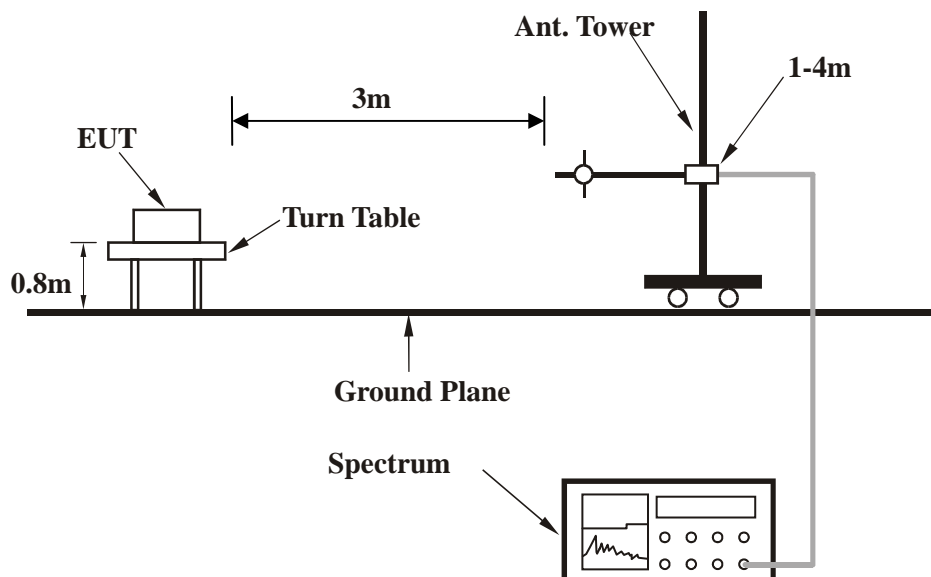 Ant. Tower
1-4m
3m
EUT
Turn Table
0.8m
Ground Plane
Spectrum